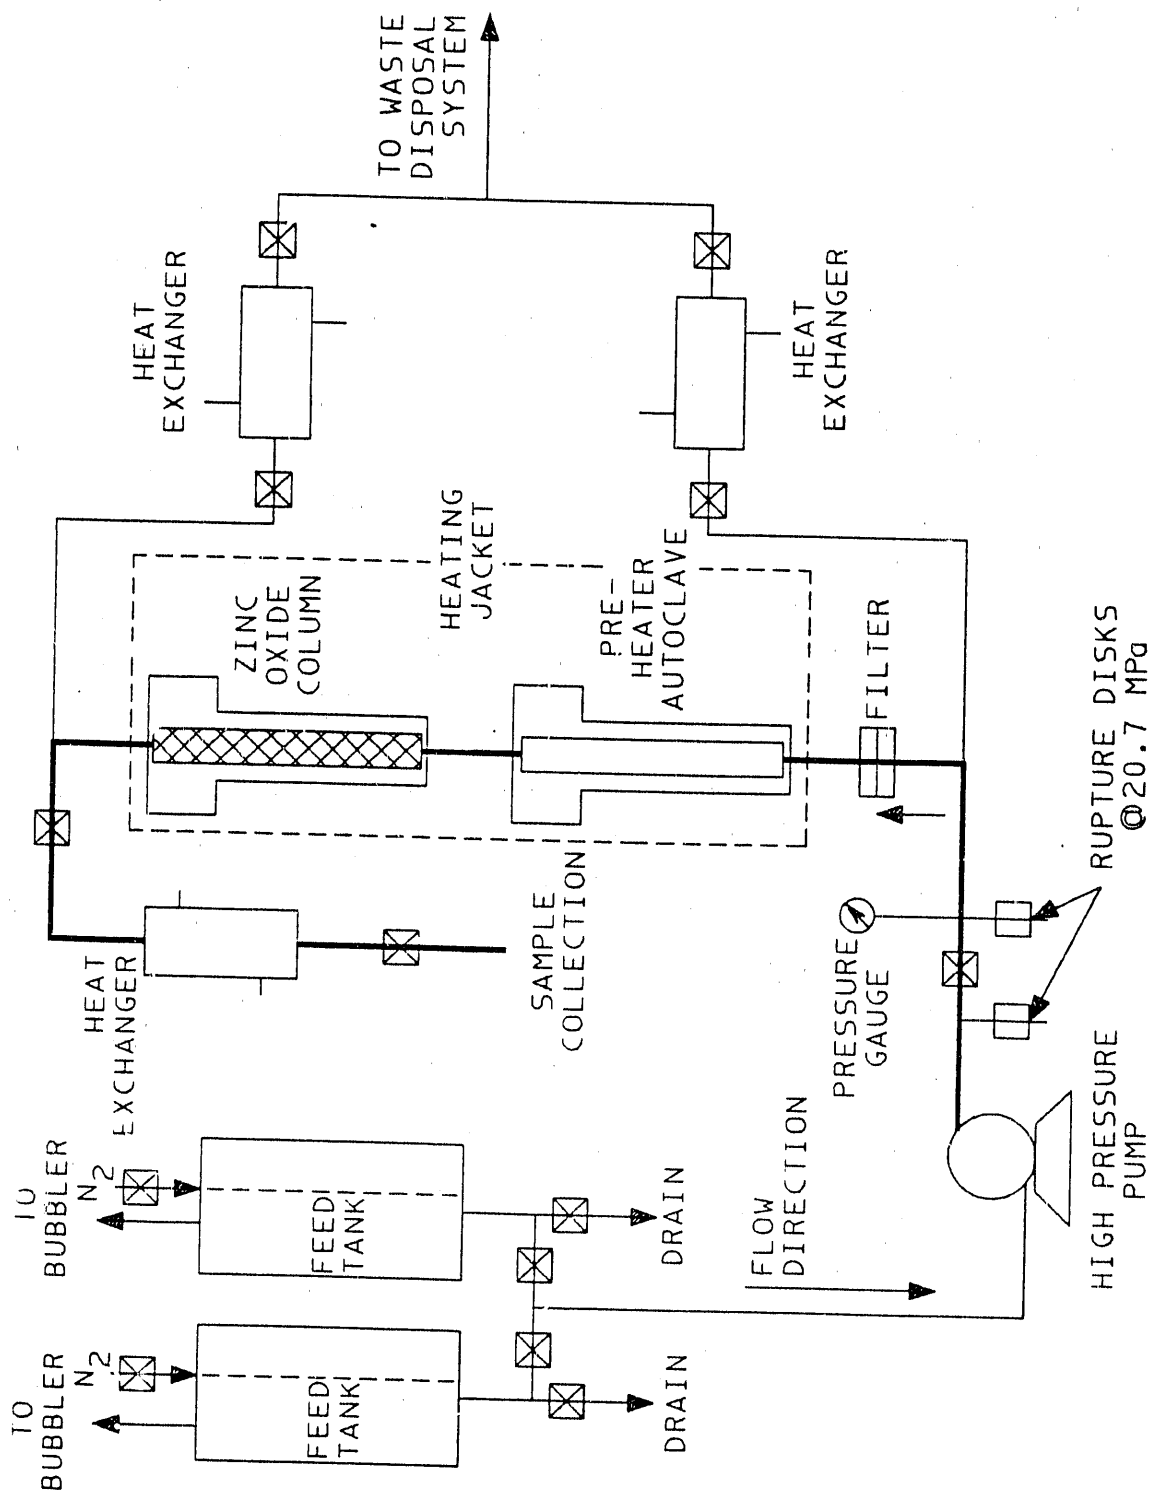 TO
BUBBLER
N2
FEED
TANK
DRAIN
TO
BUBBLER
N2
FEED
TANK
DRAIN
FLOW
DIRECTION
HIGH PRESSURE
PUMP
HEAT
EXCHANGER
SAMPLE
COLLECTION
PRESSURE
GAUGE
RUPTURE DISKS
@20.7 MPa
FILTER
ZINC
OXIDE
COLUMN
PRE-
HEATER
AUTOCLAVE
HEATING
JACKET
HEAT
EXCHANGER
HEAT
EXCHANGER
TO WASTE
DISPOSAL
SYSTEM